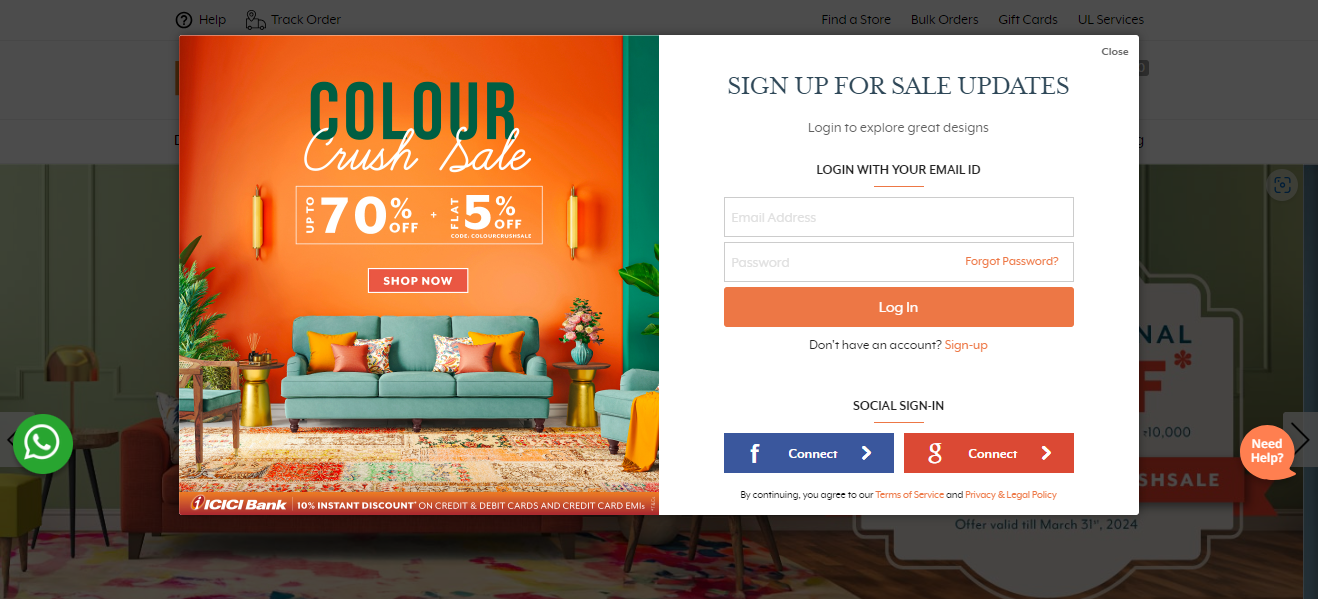 Help
Track Order
Find a Store
Bulk Orders
Gift Cards
UL Services
Close
COLOUR
Crush Sale
UP TO 70% OFF + FLAT 5% OFF
CODE: COLOURCRUSHSALE
SHOP NOW
ICICI Bank | 10% INSTANT DISCOUNT* ON CREDIT & DEBIT CARDS AND CREDIT CARD EMIs
SIGN UP FOR SALE UPDATES
Login to explore great designs
LOGIN WITH YOUR EMAIL ID
Email Address
Password
Forgot Password?
Log In
Don't have an account? Sign-up
SOCIAL SIGN-IN
f Connect
g Connect
By continuing, you agree to our Terms of Service and Privacy & Legal Policy
NAL
F*
₹10,000
SHSALE
Offer valid till March 31st, 2024
Need
Help?